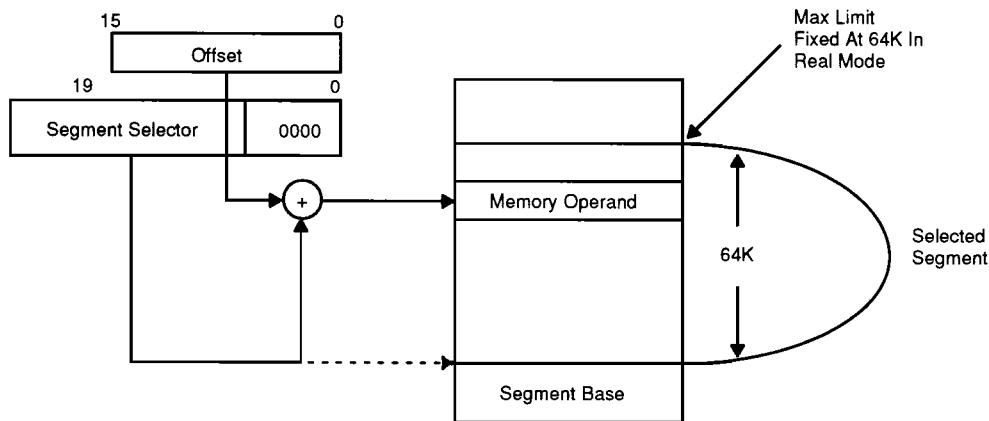 15
0
Offset
19
0
Segment Selector
0000
+
Max Limit
Fixed At 64K In
Real Mode
Memory Operand
64K
Selected
Segment
Segment Base